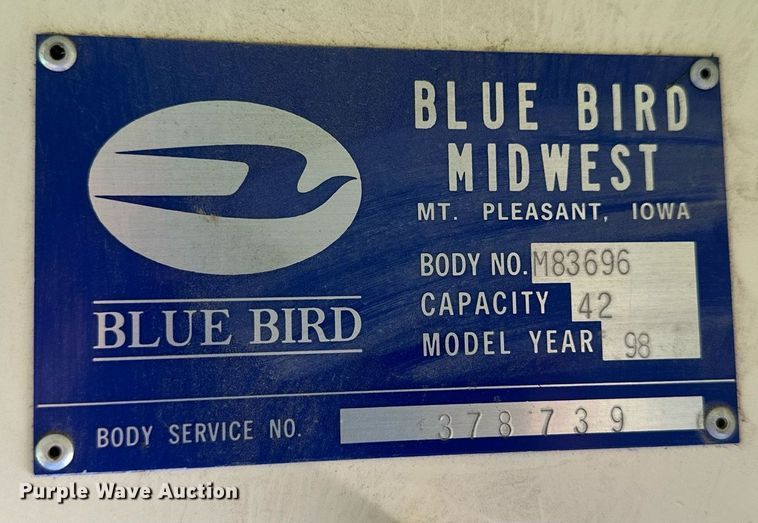 BLUE BIRD
MIDWEST
MT. PLEASANT, IOWA
BODY NO. M83696
CAPACITY 42
MODEL YEAR 98
BLUE BIRD
BODY SERVICE NO. 378739
Purple Wave Auction